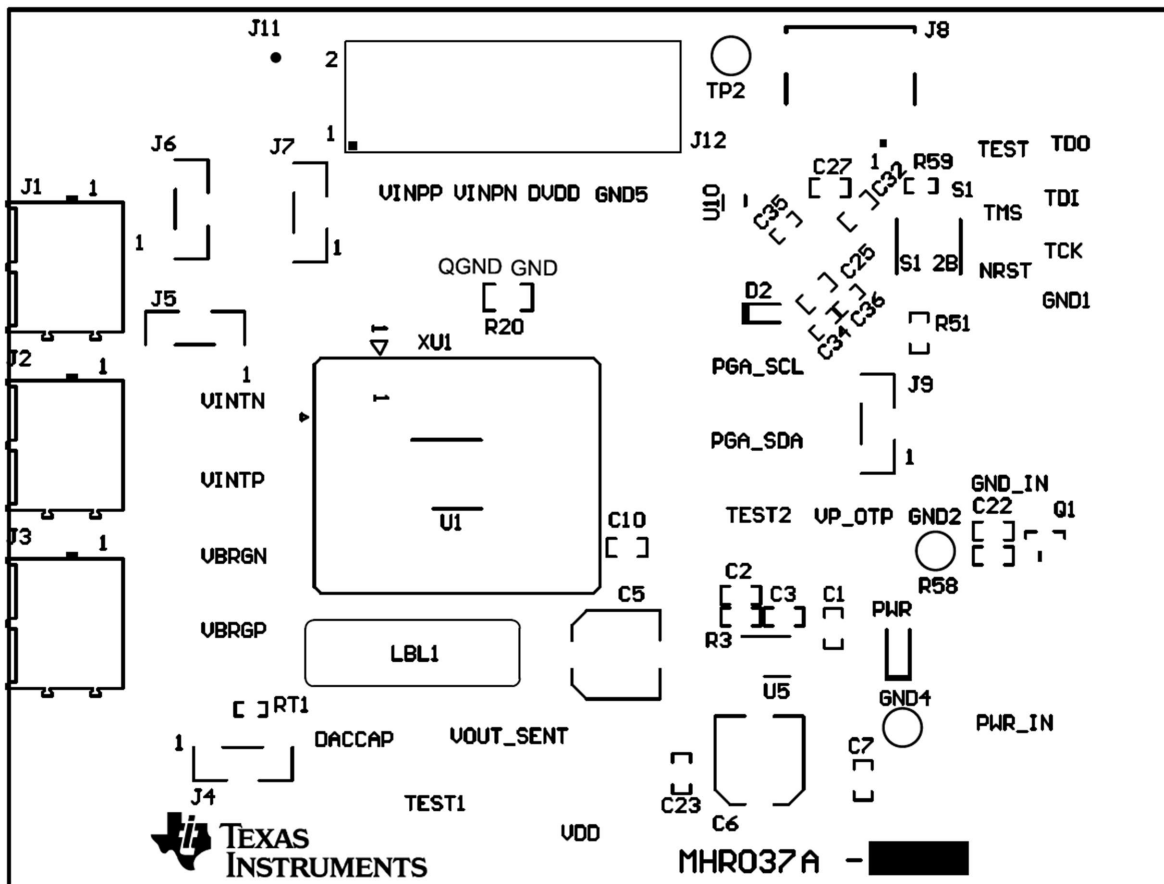 J11
J8
2
TP2
1
J12
J6
J7
TEST
TDO
C27
1
C32
R59
J1
1
VINPP VINPN DVDD GND5
S1
TDI
C35
TMS
1
1
QGND GND
C25
S1 2B
TCK
NRST
D2
GND1
J5
R20
C36
R51
C34
1
XU1
J2
1
1
PGA_SCL
J9
VINTN
1
4
PGA_SDA
VINTP
1
GND_IN
U1
TEST2 VP_OTP GND2
C22
Q1
J3
1
C10
VBRGN
C2
R58
C5
C3
C1
PWR
VBRGP
LBL1
R3
U5
GND4
RT1
1
DACCAP
VOUT_SENT
PWR_IN
C7
J4
TEST1
C23
C6
VDD
TEXAS
INSTRUMENTS
MHR037A -